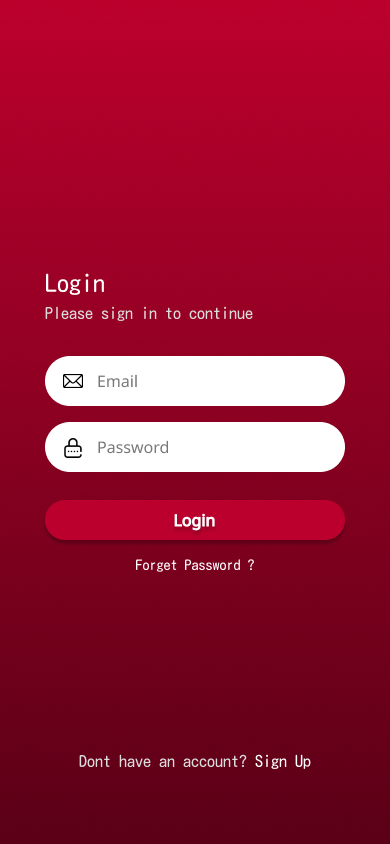 Login
Please sign in to continue
Email
Password
Login
Forget Password ?
Dont have an account? Sign Up